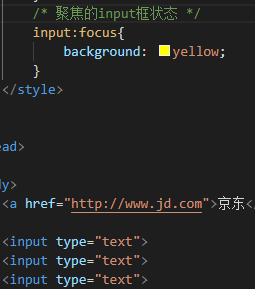 /* 聚焦的input框状态 */
input:focus{
background: yellow;
}
</style>
ead>
dy>
<a href="http://www.jd.com">京东</
<input type="text">
<input type="text">
<input type="text">